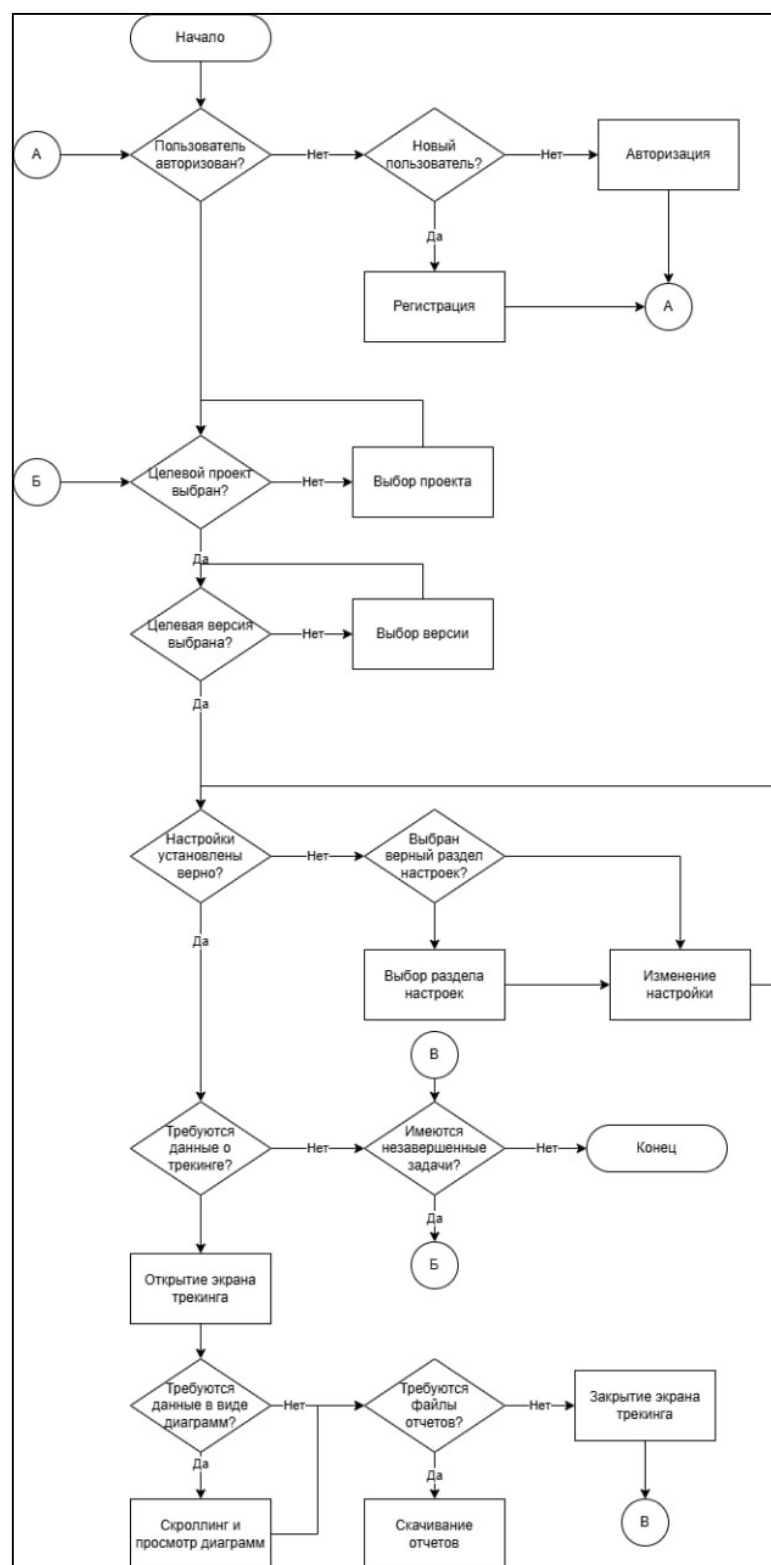 Начало
А
Пользователь
авторизован?
Нет
Новый
пользователь?
Нет
Авторизация
Да
Регистрация
А
Б
Целевой проект
выбран?
Нет
Выбор проекта
Да
Целевая версия
выбрана?
Нет
Выбор версии
Да
Настройки
установлены
верно?
Нет
Выбран
верный раздел
настроек?
Да
Выбор раздела
настроек
Изменение
настройки
В
Требуются
данные о
трекинге?
Нет
Имеются
незавершенные
задачи?
Нет
Конец
Да
Б
Открытие экрана
трекинга
Требуются
данные в виде
диаграмм?
Нет
Требуются
файлы
отчетов?
Нет
Закрытие экрана
трекинга
Да
Да
Скроллинг и
просмотр диаграмм
Скачивание
отчетов
В